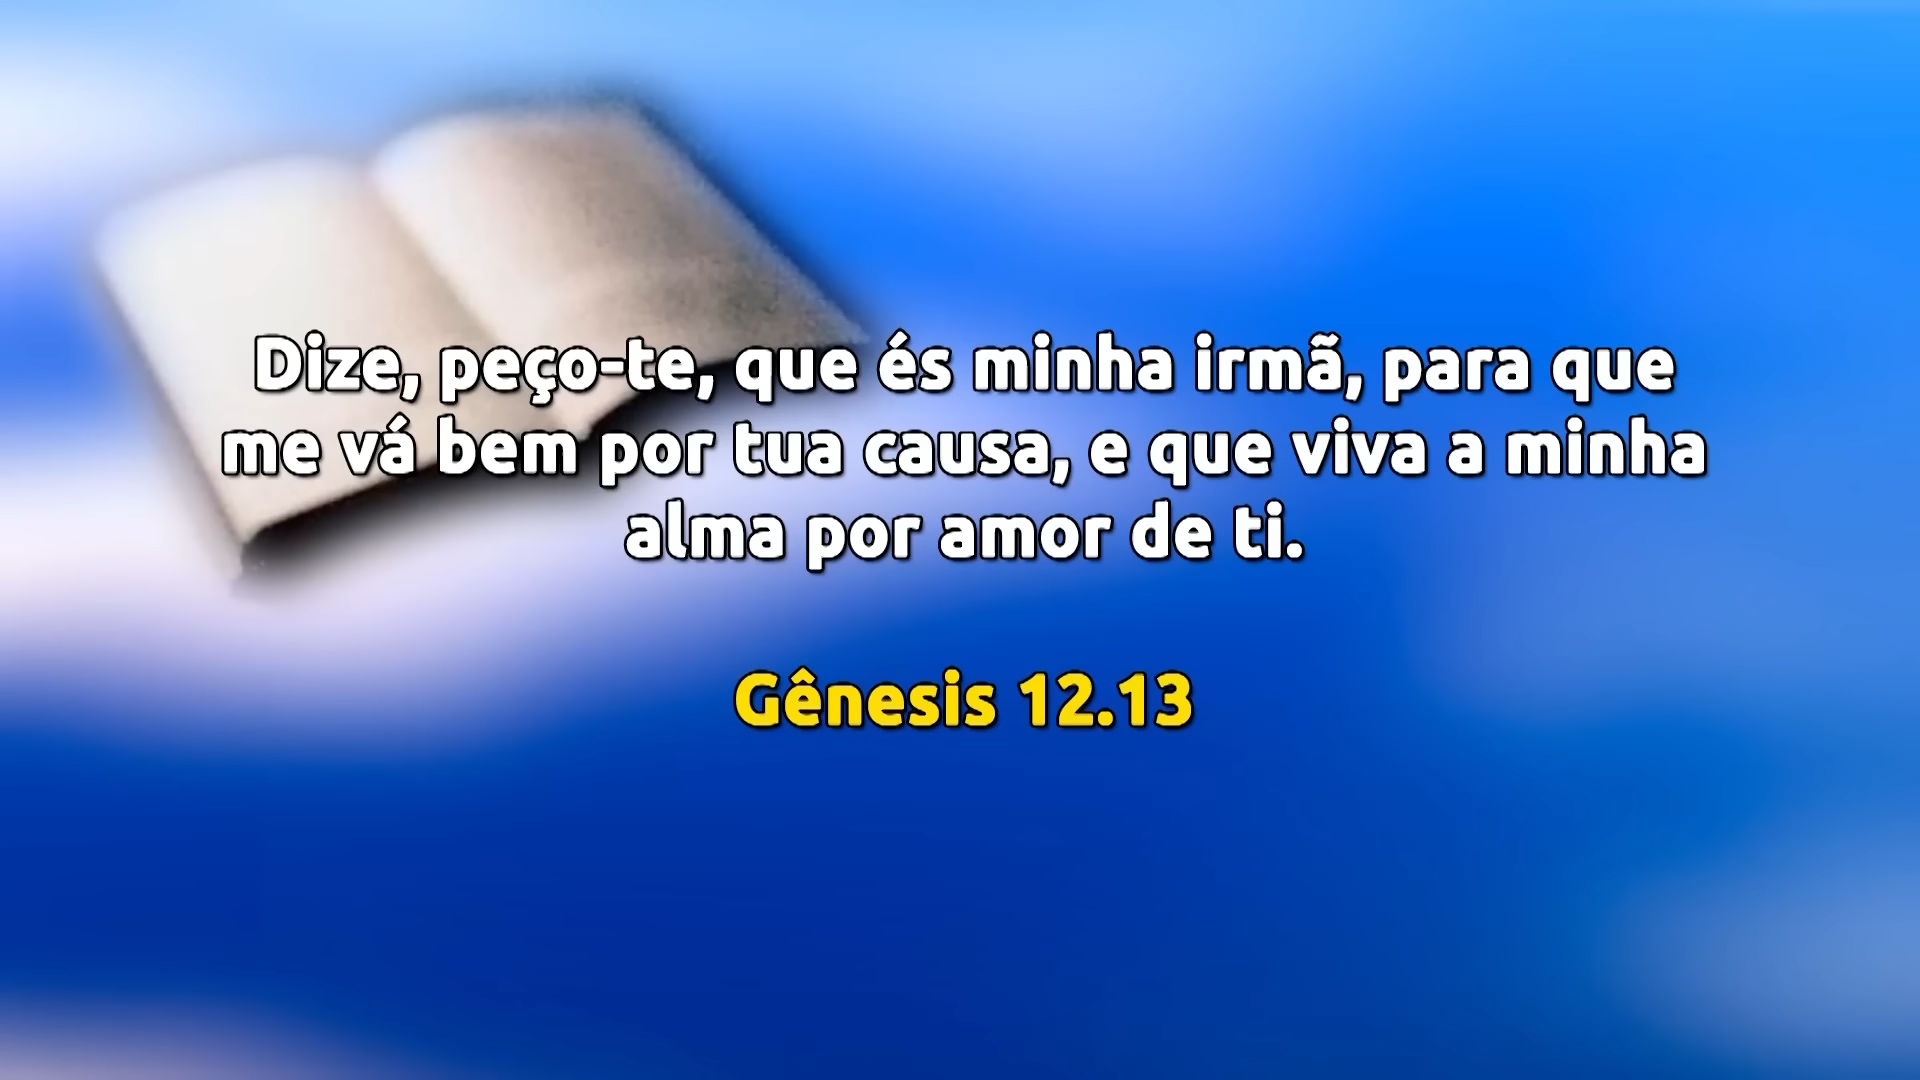 Dize, peço-te, que és minha irmã, para que
me vá bem por tua causa, e que viva a minha
alma por amor de ti.
Gênesis 12.13